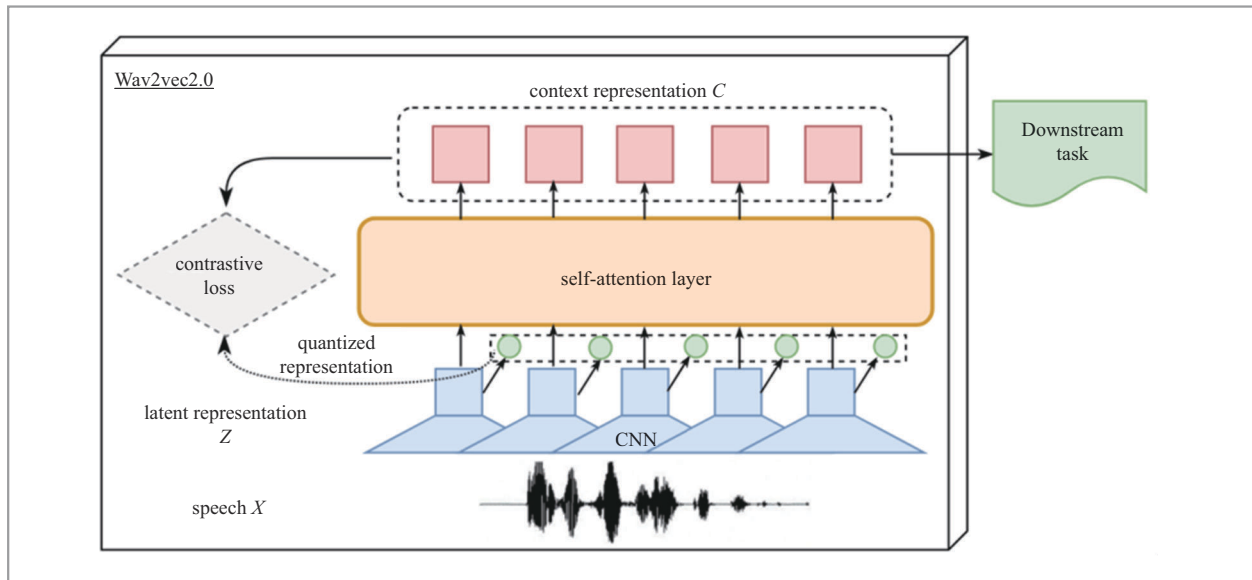 Wav2vec2.0
context representation C
Downstream
task
contrastive
loss
self-attention layer
quantized
representation
latent representation
Z
CNN
speech X